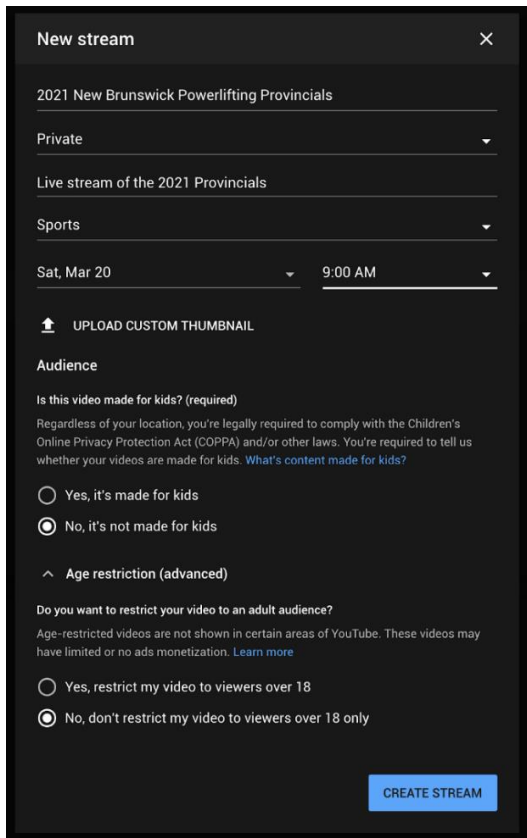 New stream
2021 New Brunswick Powerlifting Provincials
Private
Live stream of the 2021 Provincials
Sports
Sat, Mar 20 9:00 AM
UPLOAD CUSTOM THUMBNAIL
Audience
Is this video made for kids? (required)
Regardless of your location, you're legally required to comply with the Children's
Online Privacy Protection Act (COPPA) and/or other laws. You're required to tell us
whether your videos are made for kids. What's content made for kids?
Yes, it's made for kids
No, it's not made for kids
Age restriction (advanced)
Do you want to restrict your video to an adult audience?
Age-restricted videos are not shown in certain areas of YouTube. These videos may
have limited or no ads monetization. Learn more
Yes, restrict my video to viewers over 18
No, don't restrict my video to viewers over 18 only
CREATE STREAM